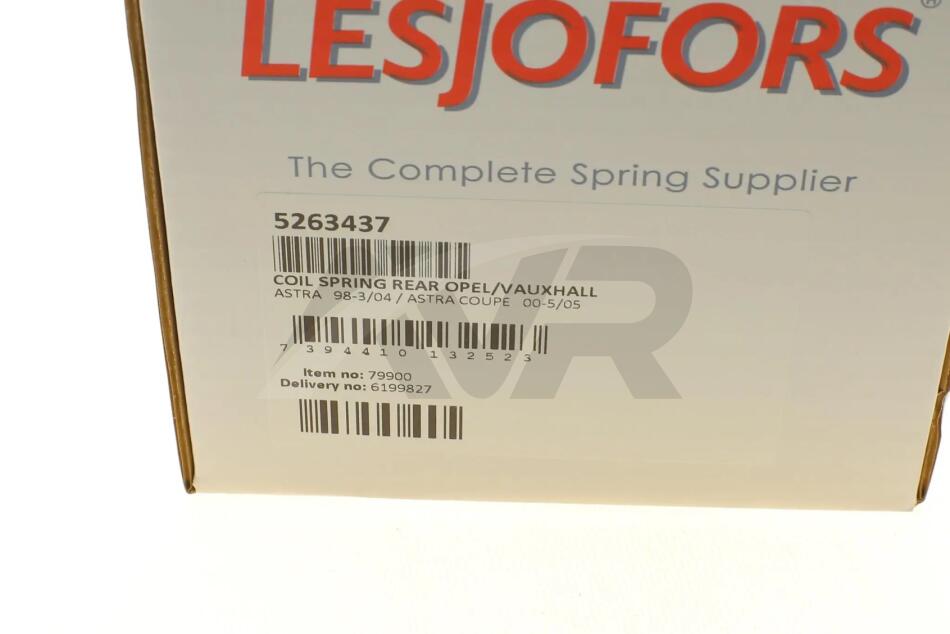 LESJOFORS®
The Complete Spring Supplier
5263437
COIL SPRING REAR OPEL/VAUXHALL
ASTRA 98-3/04 / ASTRA COUPE 00-5/05
7 394410 132523
Item no: 79900
Delivery no: 6199827
AVR